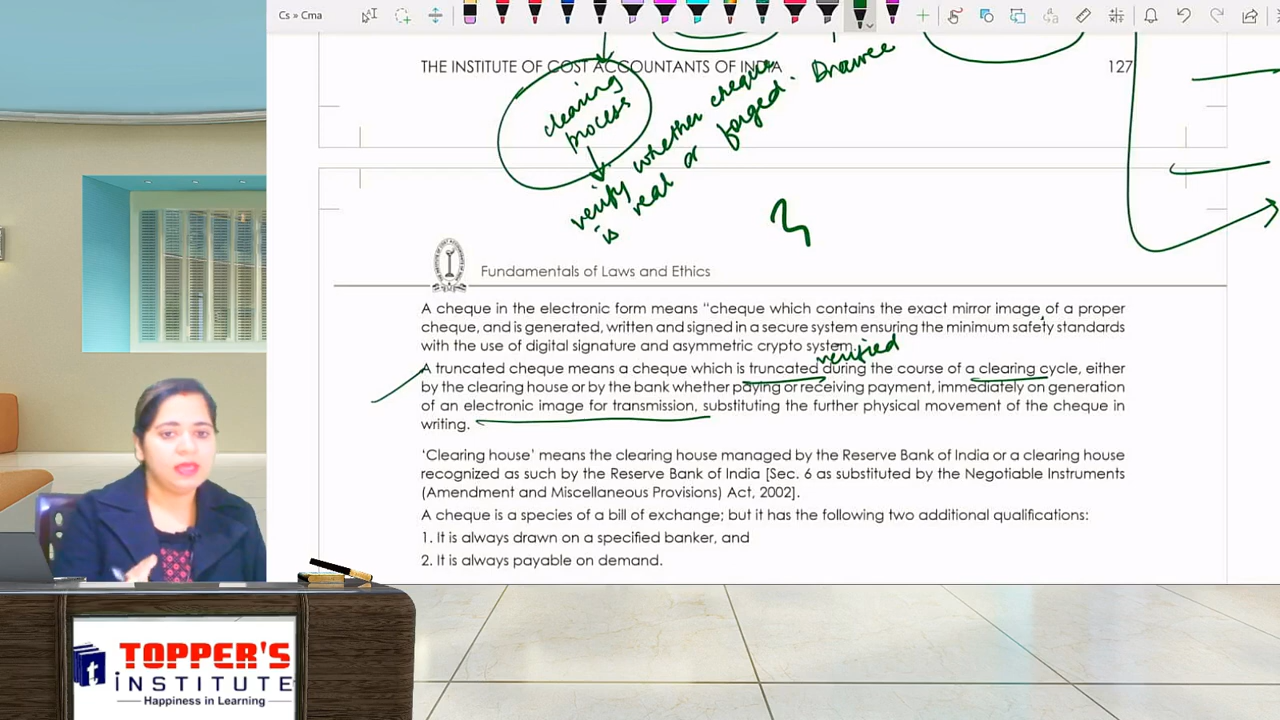 Cs » Cma
THE INSTITUTE OF COST ACCOUNTANTS OF INDIA
127
clearing
process
verify whether cheque
is real or forged. Drawee
Fundamentals of Laws and Ethics
A cheque in the electronic form means “cheque which contains the exact mirror image of a proper
cheque, and is generated, written and signed in a secure system ensuring the minimum safety standards
with the use of digital signature and asymmetric crypto system.
verified
A truncated cheque means a cheque which is truncated during the course of a clearing cycle, either
by the clearing house or by the bank whether paying or receiving payment, immediately on generation
of an electronic image for transmission, substituting the further physical movement of the cheque in
writing.
‘Clearing house’ means the clearing house managed by the Reserve Bank of India or a clearing house
recognized as such by the Reserve Bank of India [Sec. 6 as substituted by the Negotiable Instruments
(Amendment and Miscellaneous Provisions) Act, 2002].
A cheque is a species of a bill of exchange; but it has the following two additional qualifications:
1. It is always drawn on a specified banker, and
2. It is always payable on demand.
TOPPER'S
iNSTITUTE
Happiness in Learning